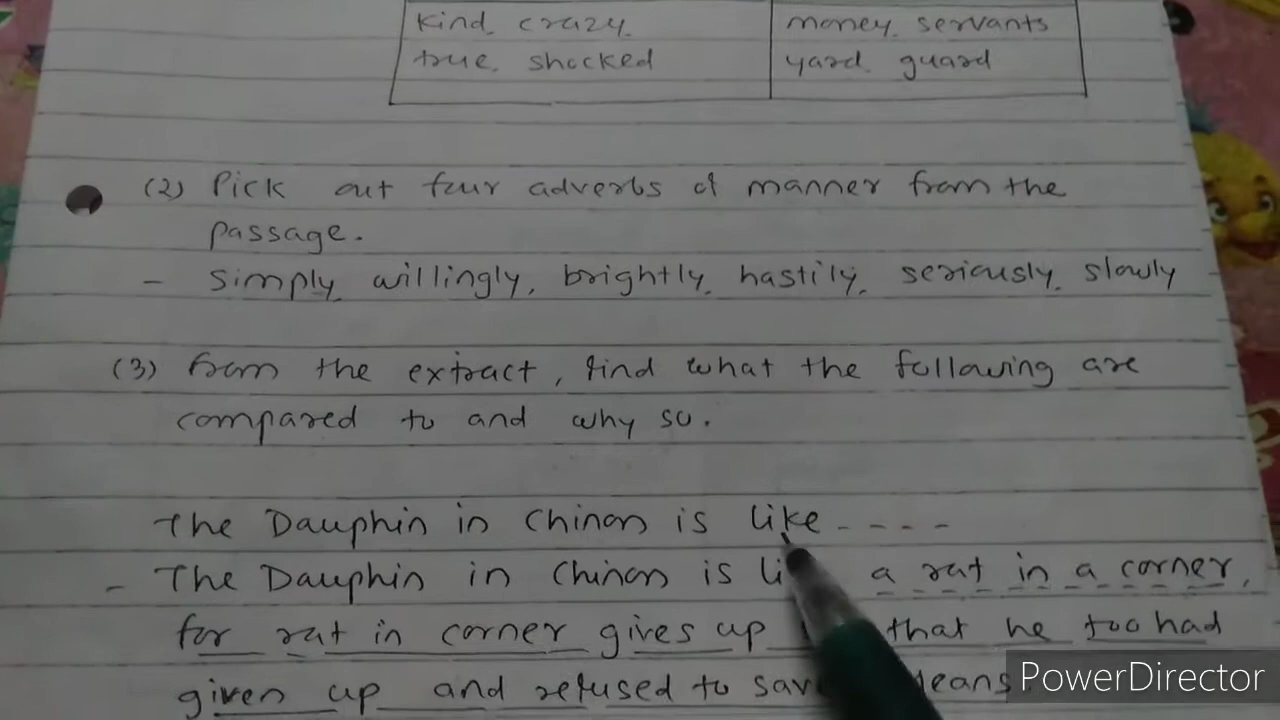 kind, crazy,
money, servants
true, shocked
yard, guard
(2) Pick out four adverbs of manner from the
passage.
- simply, willingly, brightly, hastily, seriously, slowly
(3) From the extract, find what the following are
compared to and why so.
The Dauphin in Chinon is like - - - -
- The Dauphin in Chinon is a rat in a corner,
for rat in corner gives up that he too had
given up and refused to
PowerDirector